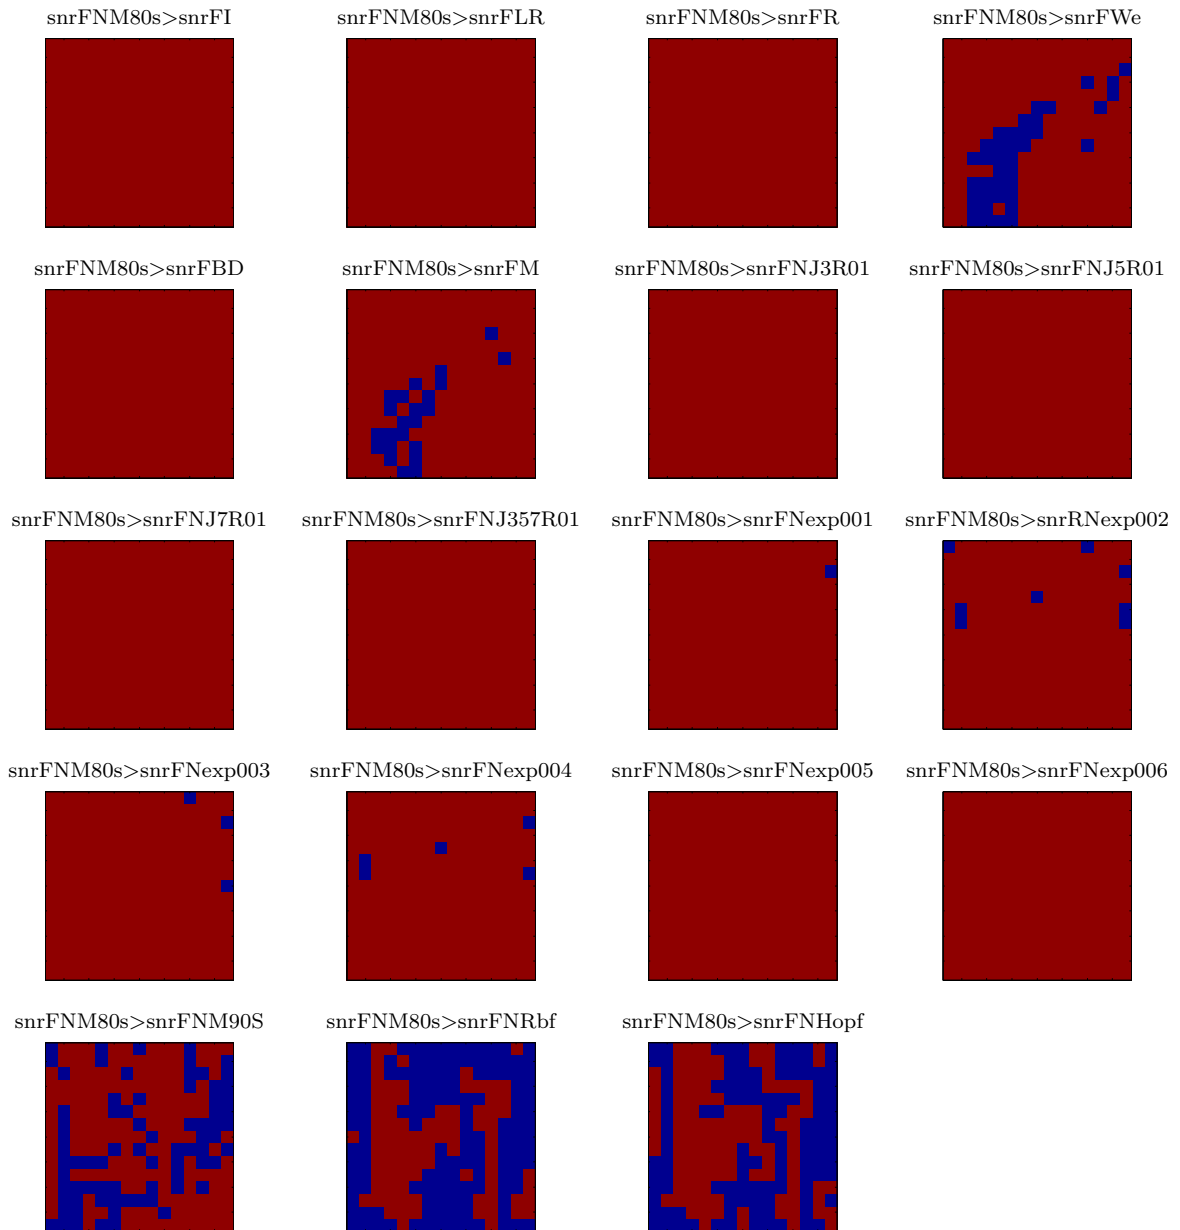 snrFNM80s>snrFI
snrFNM80s>snrFLR
snrFNM80s>snrFR
snrFNM80s>snrFWe
snrFNM80s>snrFBD
snrFNM80s>snrFM
snrFNM80s>snrFNJ3R01
snrFNM80s>snrFNJ5R01
snrFNM80s>snrFNJ7R01
snrFNM80s>snrFNJ357R01
snrFNM80s>snrFNexp001
snrFNM80s>snrRNexp002
snrFNM80s>snrFNexp003
snrFNM80s>snrFNexp004
snrFNM80s>snrFNexp005
snrFNM80s>snrFNexp006
snrFNM80s>snrFNM90S
snrFNM80s>snrFNRbf
snrFNM80s>snrFNHopf